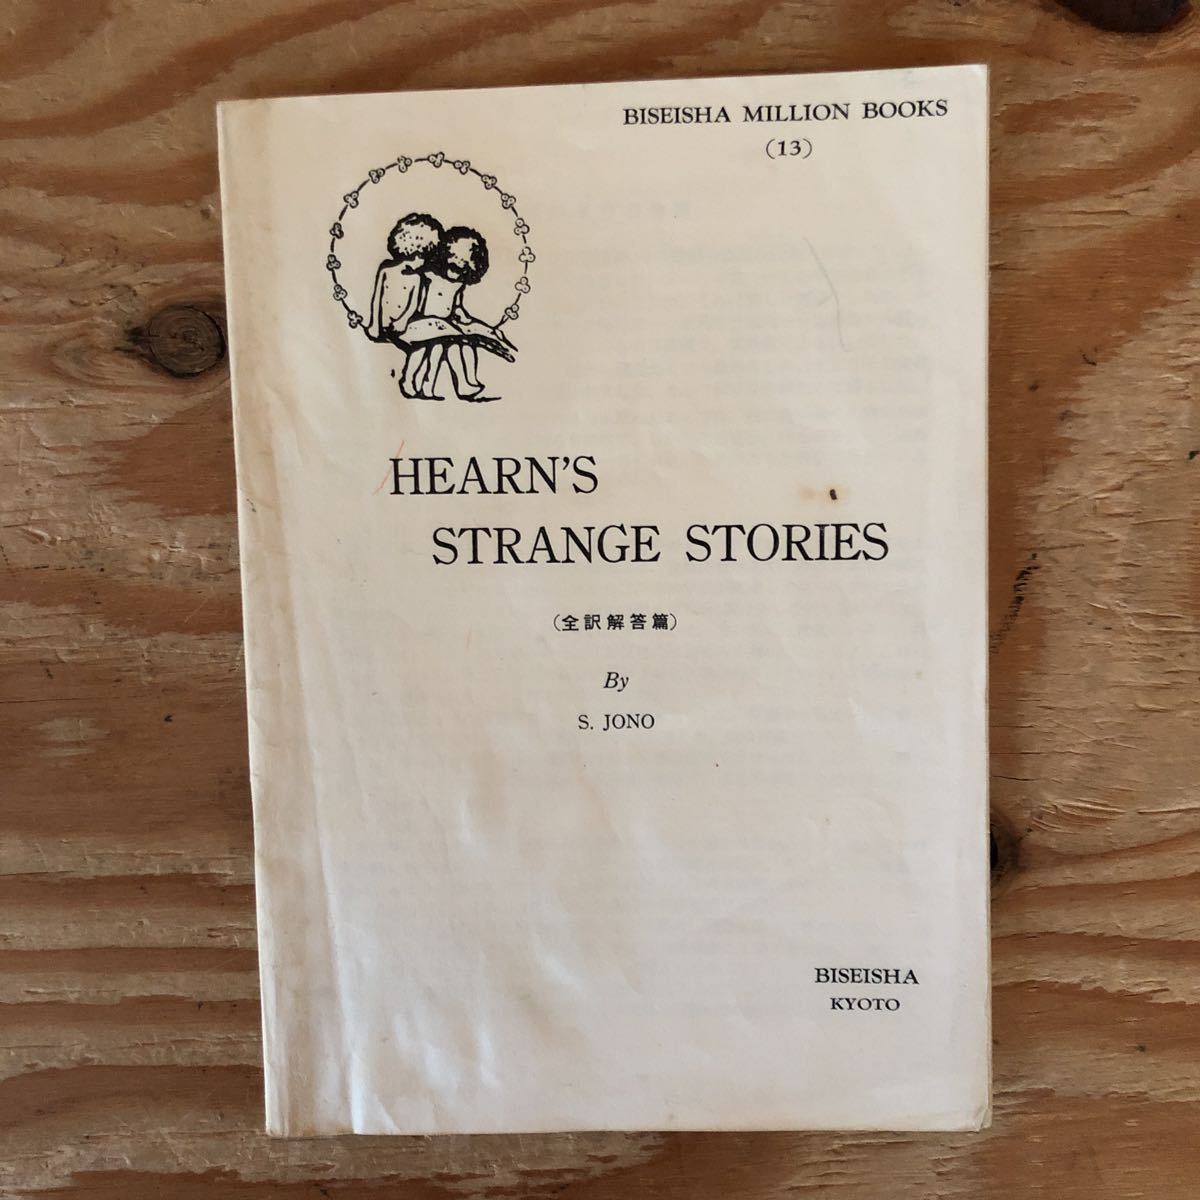 BISEISHA MILLION BOOKS
(13)
HEARN'S
STRANGE STORIES
(全訳解答篇)
By
S. JONO
BISEISHA
KYOTO